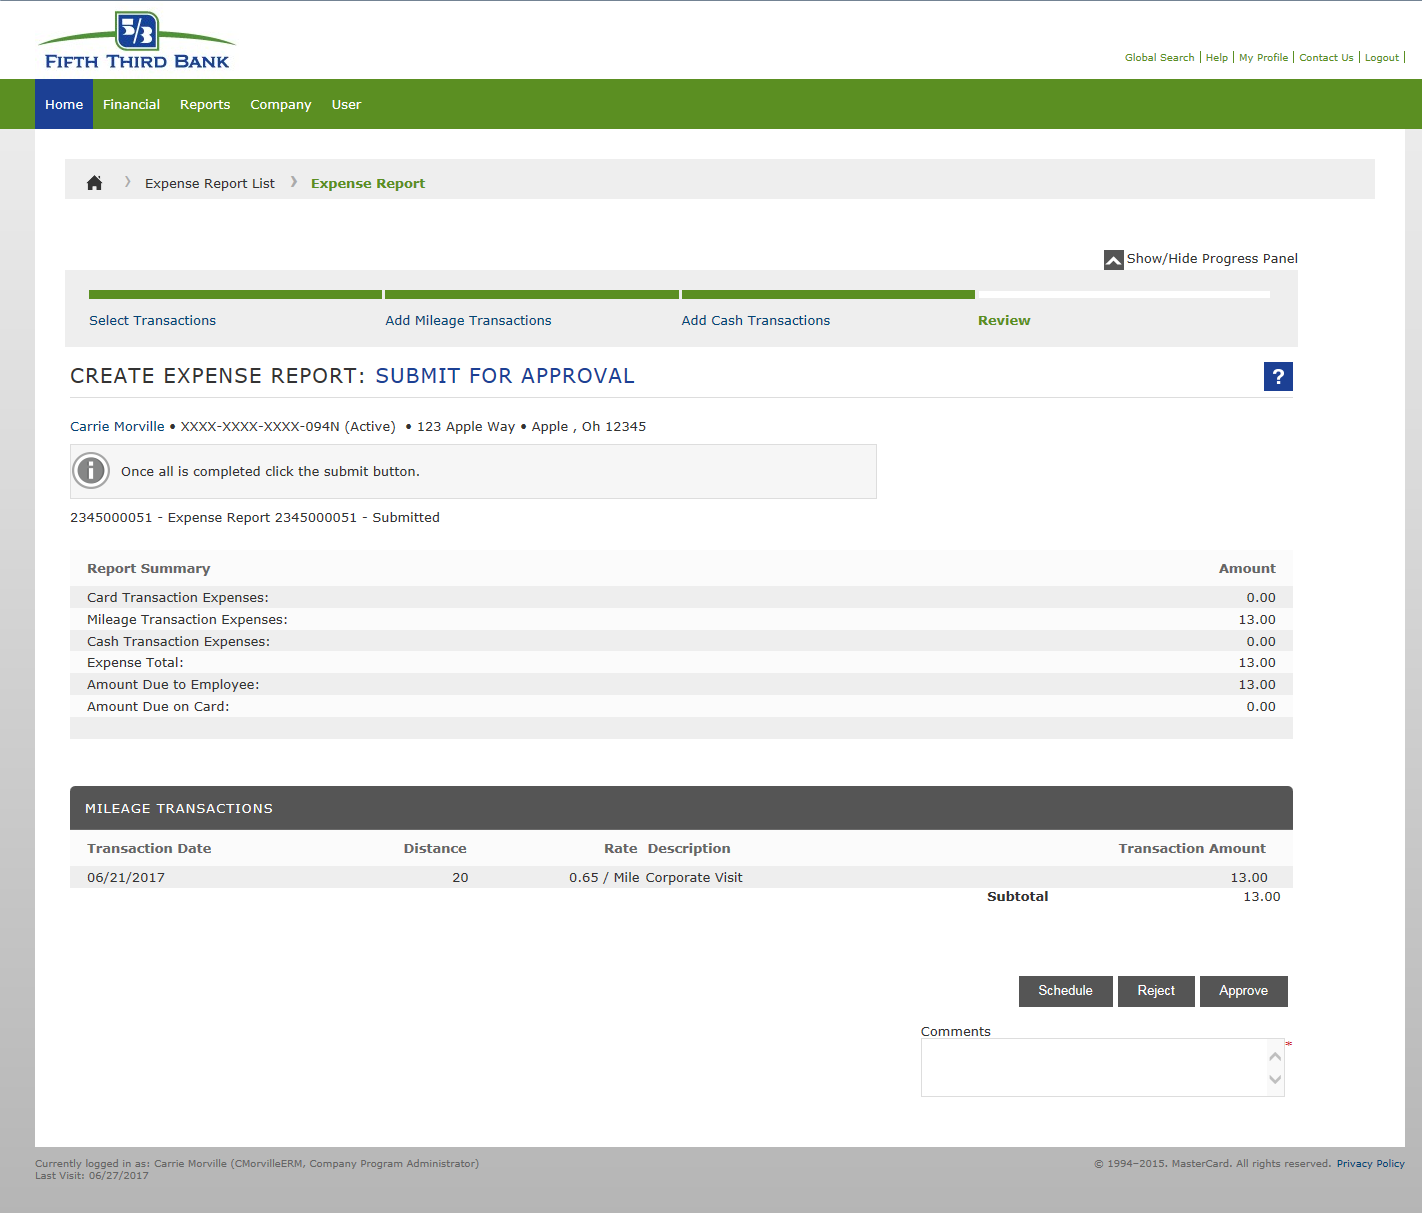 5/3
FIFTH THIRD BANK
Global Search | Help | My Profile | Contact Us | Logout |
Home Financial Reports Company User
Expense Report List Expense Report
Show/Hide Progress Panel
Select Transactions Add Mileage Transactions Add Cash Transactions Review
CREATE EXPENSE REPORT: SUBMIT FOR APPROVAL ?
Carrie Morville • XXXX-XXXX-XXXX-094N (Active) • 123 Apple Way • Apple , Oh 12345
i Once all is completed click the submit button.
2345000051 - Expense Report 2345000051 - Submitted
Report Summary Amount
Card Transaction Expenses: 0.00
Mileage Transaction Expenses: 13.00
Cash Transaction Expenses: 0.00
Expense Total: 13.00
Amount Due to Employee: 13.00
Amount Due on Card: 0.00
MILEAGE TRANSACTIONS
Transaction Date Distance Rate Description Transaction Amount
06/21/2017 20 0.65 / Mile Corporate Visit 13.00
Subtotal 13.00
Schedule Reject Approve
Comments
*
Currently logged in as: Carrie Morville (CMorvilleERM, Company Program Administrator) © 1994–2015. MasterCard. All rights reserved. Privacy Policy
Last Visit: 06/27/2017